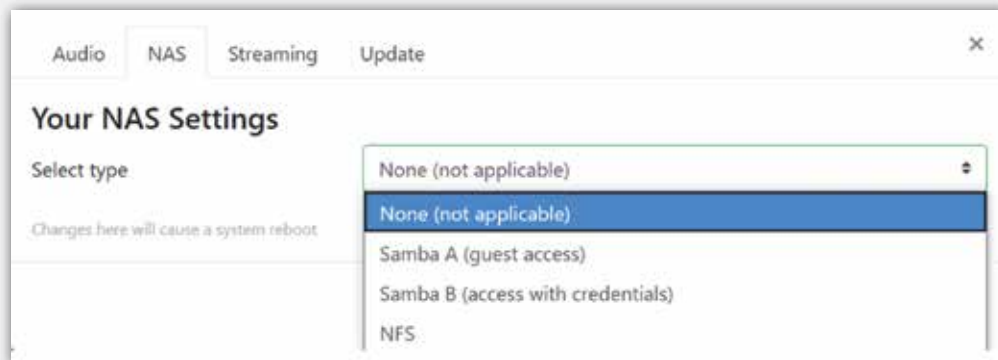 Audio NAS Streaming Update ×
Your NAS Settings
Select type None (not applicable)
None (not applicable)
Changes here will cause a system reboot
Samba A (guest access)
Samba B (access with credentials)
NFS